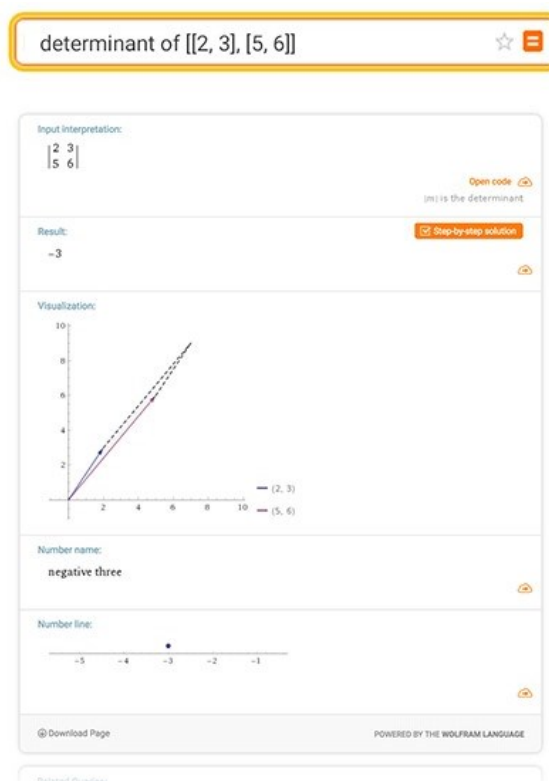 determinant of [[2, 3], [5, 6]]
Input interpretation:
|2 3|
|5 6|
Open code
|m| is the determinant
Result:
Step-by-step solution
-3
Visualization:
10
8
6
4
2
2 4 6 8 10
(2, 3)
(5, 6)
Number name:
negative three
Number line:
-5 -4 -3 -2 -1
Download Page
POWERED BY THE WOLFRAM LANGUAGE